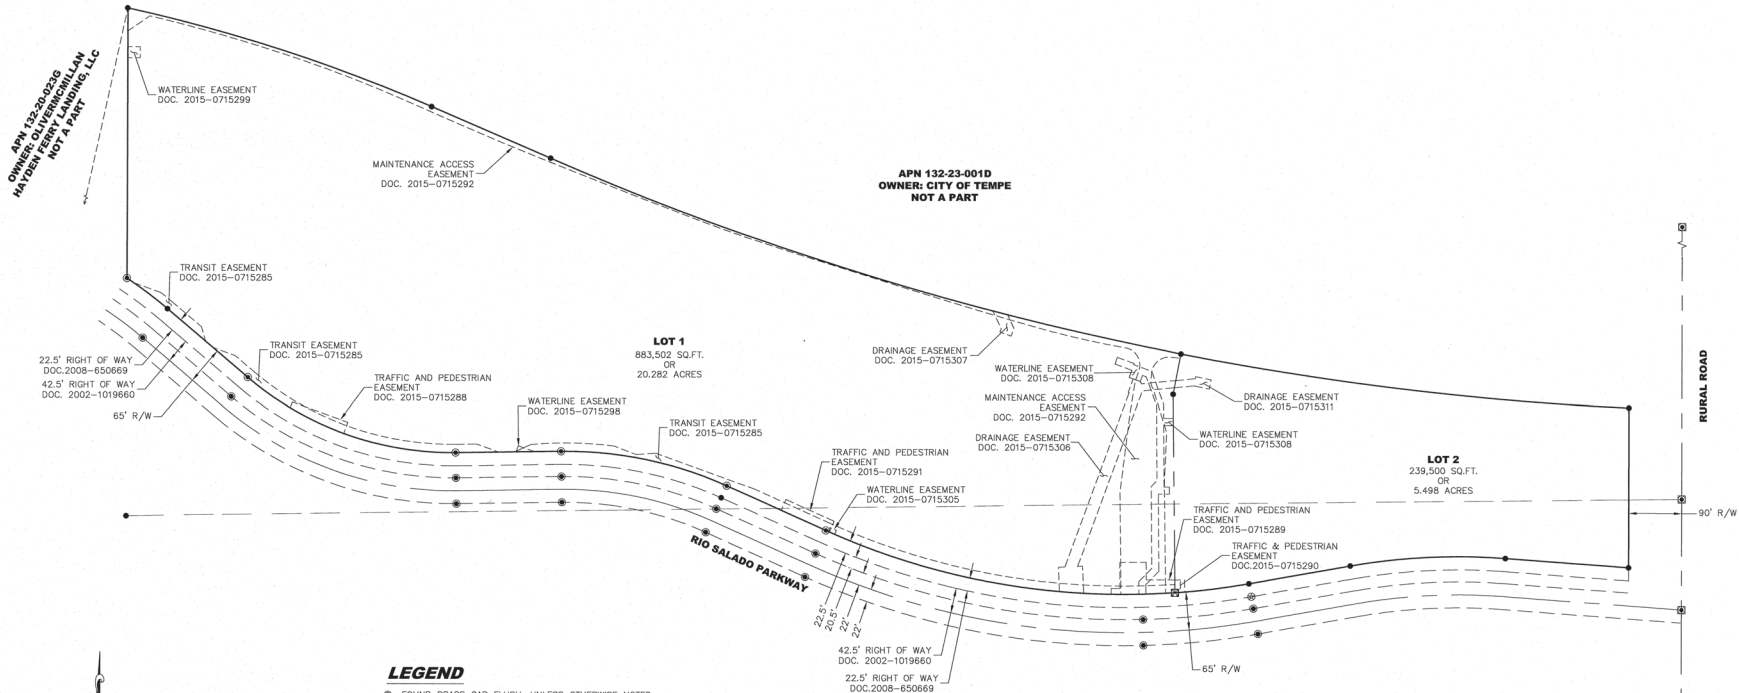 APN 132-20-023G
OWNER: OLIVERMCMILLAN
HAYDEN FERRY LANDING, LLC
NOT A PART
WATERLINE EASEMENT
DOC. 2015-0715299
MAINTENANCE ACCESS
EASEMENT
DOC. 2015-0715292
APN 132-23-001D
OWNER: CITY OF TEMPE
NOT A PART
TRANSIT EASEMENT
DOC. 2015-0715285
22.5' RIGHT OF WAY
DOC.2008-650669
42.5' RIGHT OF WAY
DOC. 2002-1019660
65' R/W
TRANSIT EASEMENT
DOC. 2015-0715285
TRAFFIC AND PEDESTRIAN
EASEMENT
DOC. 2015-0715288
LOT 1
883,502 SQ.FT.
OR
20.282 ACRES
WATERLINE EASEMENT
DOC. 2015-0715298
TRANSIT EASEMENT
DOC. 2015-0715285
DRAINAGE EASEMENT
DOC. 2015-0715307
WATERLINE EASEMENT
DOC. 2015-0715308
MAINTENANCE ACCESS
EASEMENT
DOC. 2015-0715292
DRAINAGE EASEMENT
DOC. 2015-0715306
DRAINAGE EASEMENT
DOC. 2015-0715311
WATERLINE EASEMENT
DOC. 2015-0715308
RURAL ROAD
LOT 2
239,500 SQ.FT.
OR
5.498 ACRES
TRAFFIC AND PEDESTRIAN
EASEMENT
DOC. 2015-0715291
WATERLINE EASEMENT
DOC. 2015-0715305
TRAFFIC AND PEDESTRIAN
EASEMENT
DOC. 2015-0715289
TRAFFIC & PEDESTRIAN
EASEMENT
DOC.2015-0715290
90' R/W
RIO SALADO PARKWAY
22.5'
20.5'
22'
22'
42.5' RIGHT OF WAY
DOC. 2002-1019660
22.5' RIGHT OF WAY
DOC.2008-650669
65' R/W
LEGEND
FOUND BRASS CAP FLUSH, UNLESS OTHERWISE NOTED